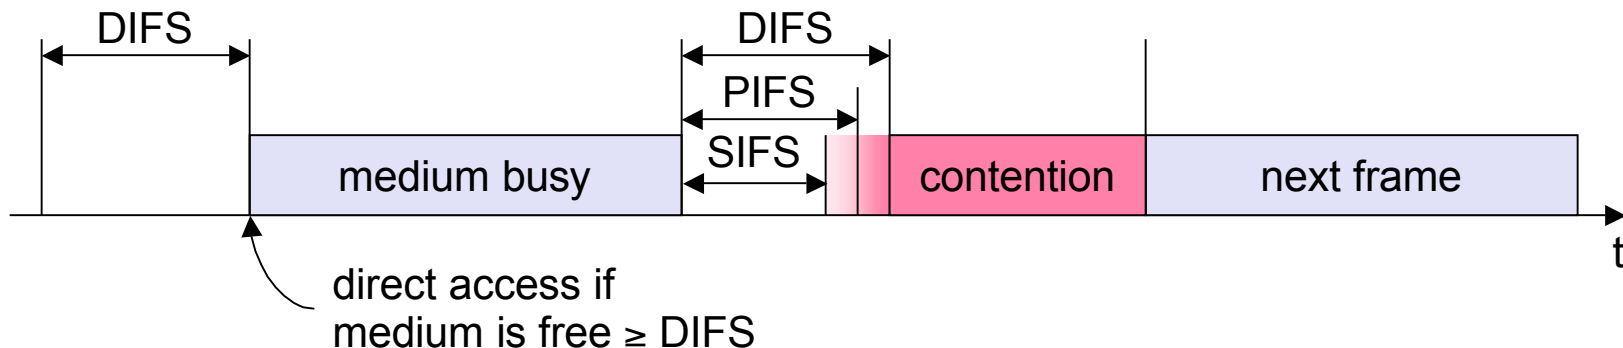 DIFS
DIFS
PIFS
SIFS
medium busy
contention
next frame
t
direct access if
medium is free ≥ DIFS